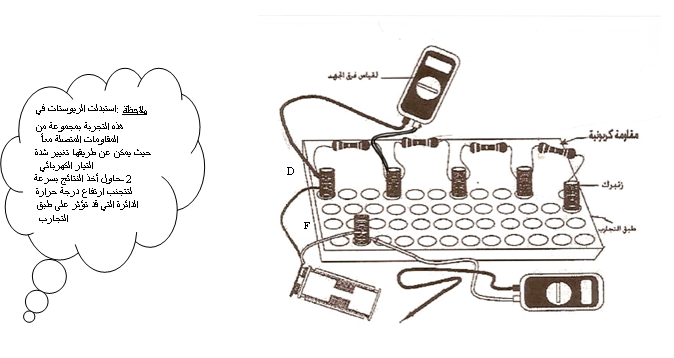 ملاحظة :استبدلت الريوستات في
هذه التجربة بمجموعة من
المقاومات المتصلة معاً
حيث يمكن عن طريقها تغيير شدة
التيار الكهربائي
2-حاول أخذ النتائج بسرعة
لتتجنب ارتفاع درجة حرارة
الدائرة التي قد تؤثر على طبق
التجارب
لقياس فرق الجهد
مقاومة كربونية
D
زنبرك
F
طبق التجارب